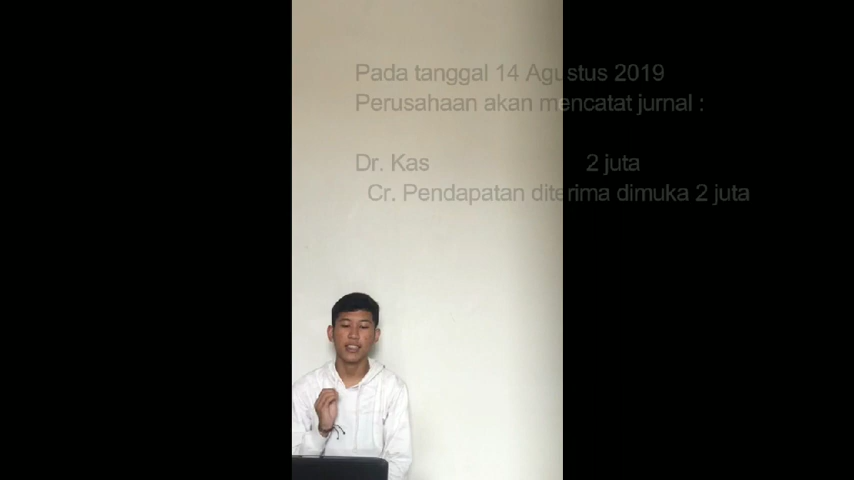 Pada tanggal 14 Agustus 2019
Perusahaan akan mencatat jurnal :
Dr. Kas 2 juta
Cr. Pendapatan diterima dimuka 2 juta